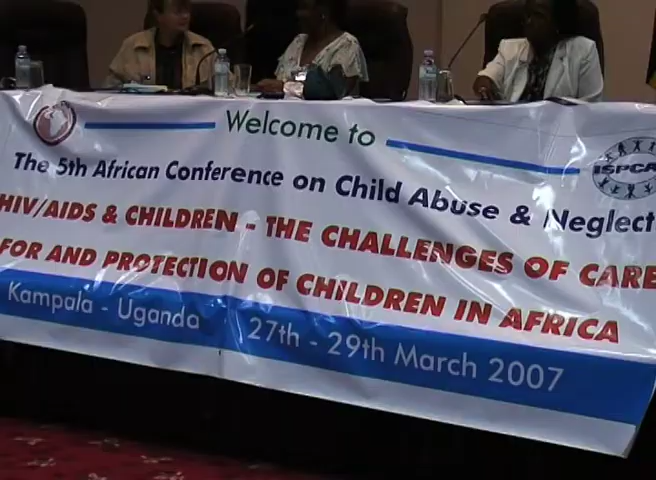 Welcome to
The 5th African Conference on Child Abuse & Neglect
ISPCA
HIV/AIDS & CHILDREN - THE CHALLENGES OF CARE
FOR AND PROTECTION OF CHILDREN IN AFRICA
Kampala - Uganda 27th - 29th March 2007